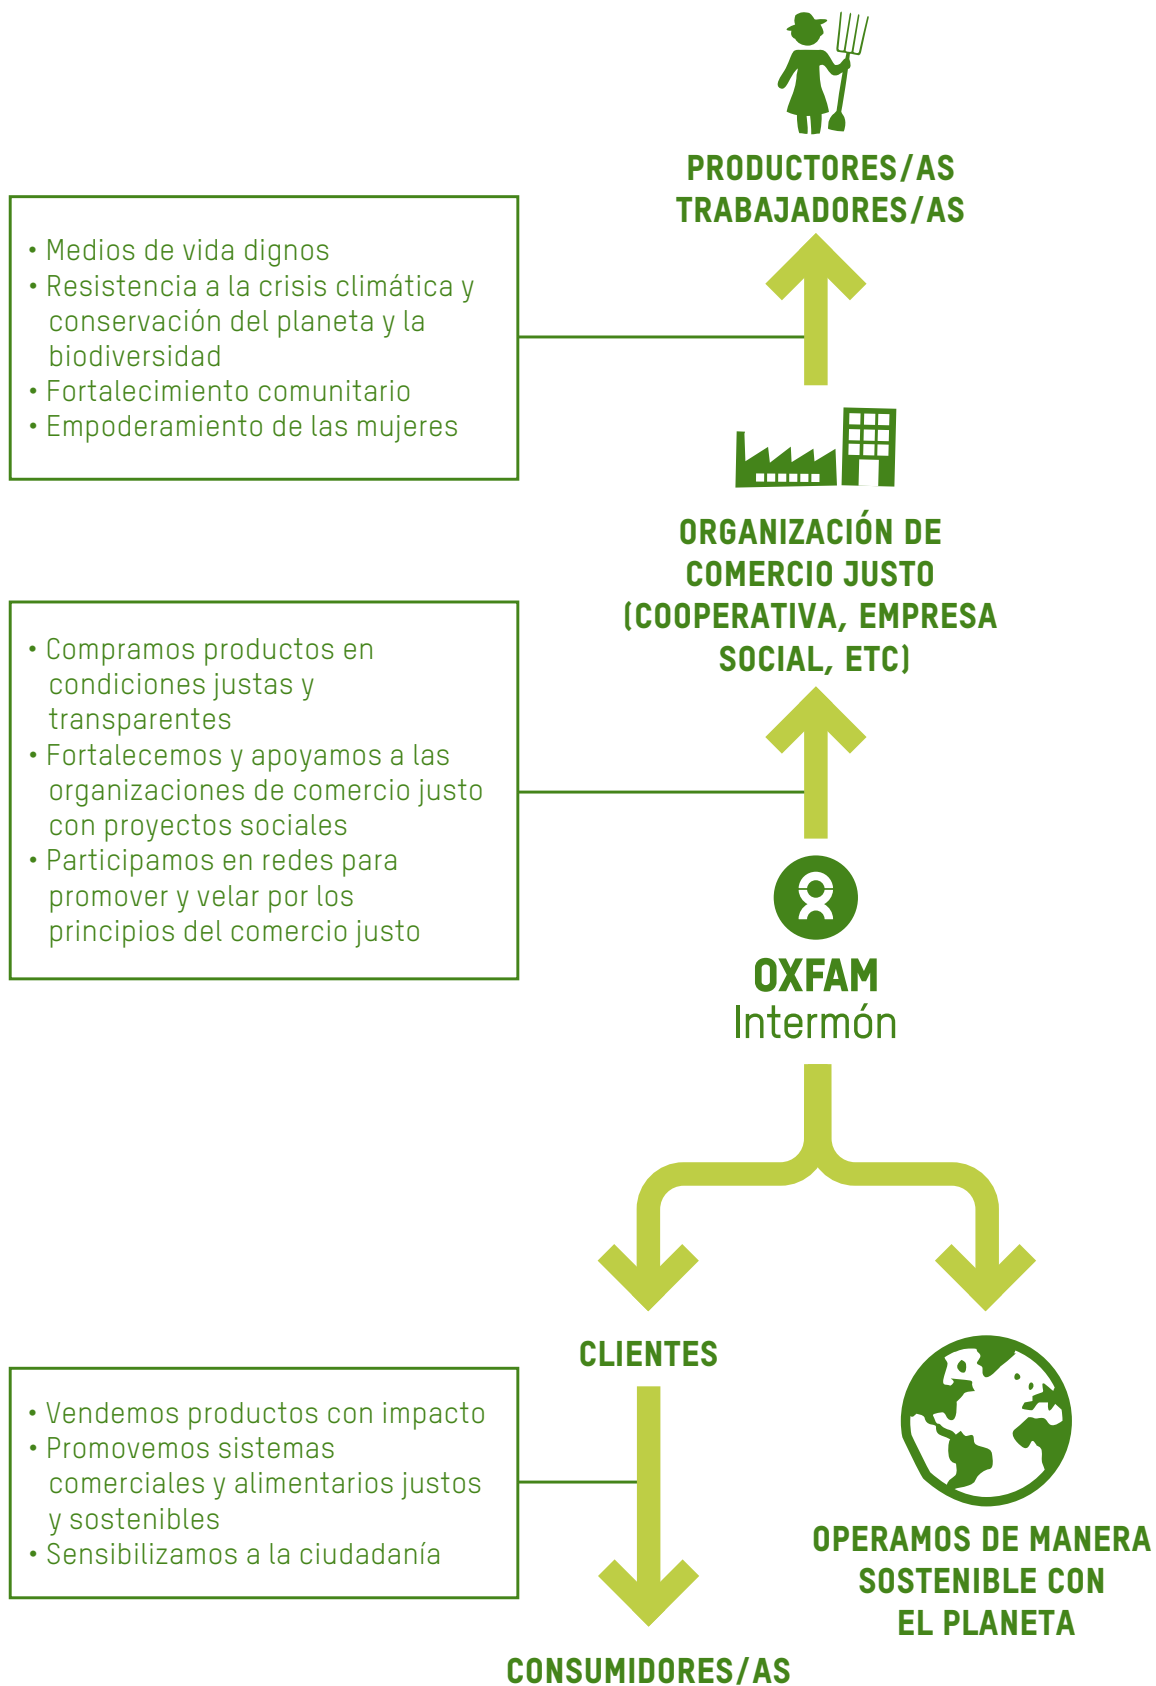 PRODUCTORES/AS
TRABAJADORES/AS
• Medios de vida dignos
• Resistencia a la crisis climática y
conservación del planeta y la
biodiversidad
• Fortalecimiento comunitario
• Empoderamiento de las mujeres
ORGANIZACIÓN DE
COMERCIO JUSTO
(COOPERATIVA, EMPRESA
SOCIAL, ETC)
• Compramos productos en
condiciones justas y
transparentes
• Fortalecemos y apoyamos a las
organizaciones de comercio justo
con proyectos sociales
• Participamos en redes para
promover y velar por los
principios del comercio justo
OXFAM
Intermón
CLIENTES
• Vendemos productos con impacto
• Promovemos sistemas
comerciales y alimentarios justos
y sostenibles
• Sensibilizamos a la ciudadanía
OPERAMOS DE MANERA
SOSTENIBLE CON
EL PLANETA
CONSUMIDORES/AS